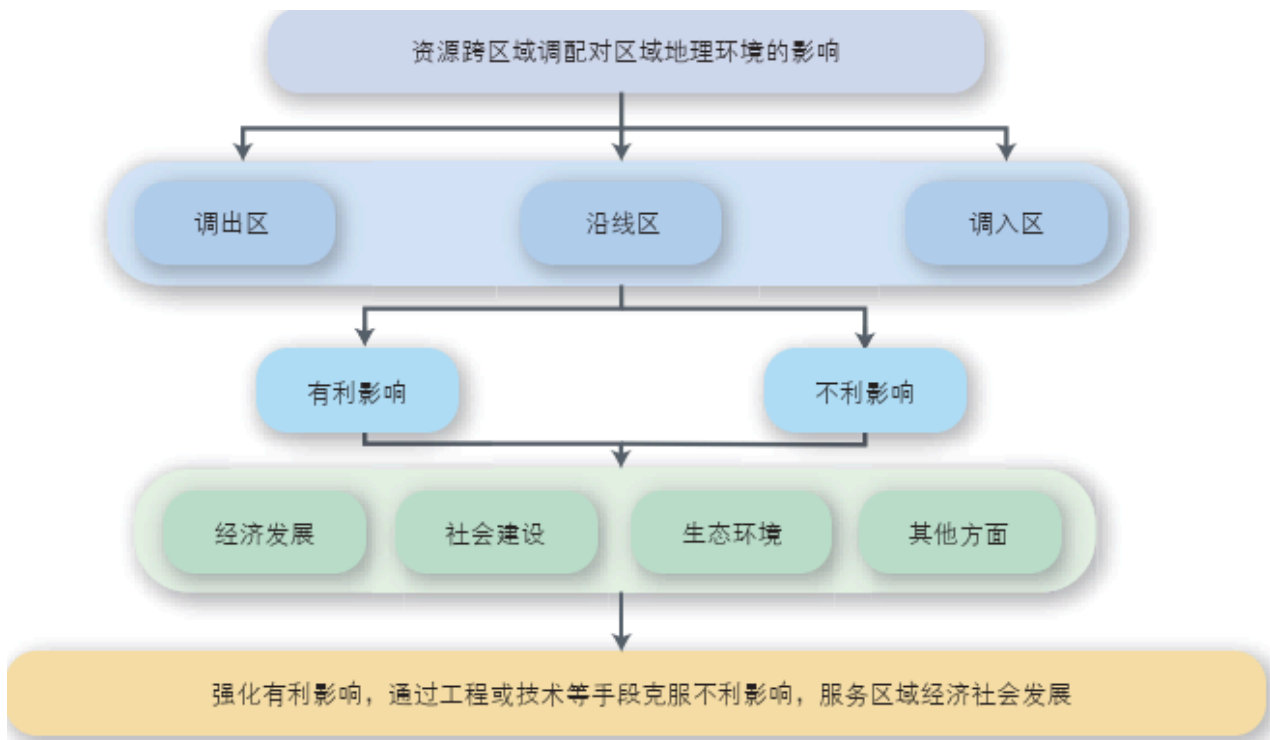 资源跨区域调配对区域地理环境的影响
调出区 沿线区 调入区
有利影响 不利影响
经济发展 社会建设 生态环境 其他方面
强化有利影响，通过工程或技术等手段克服不利影响，服务区域经济社会发展